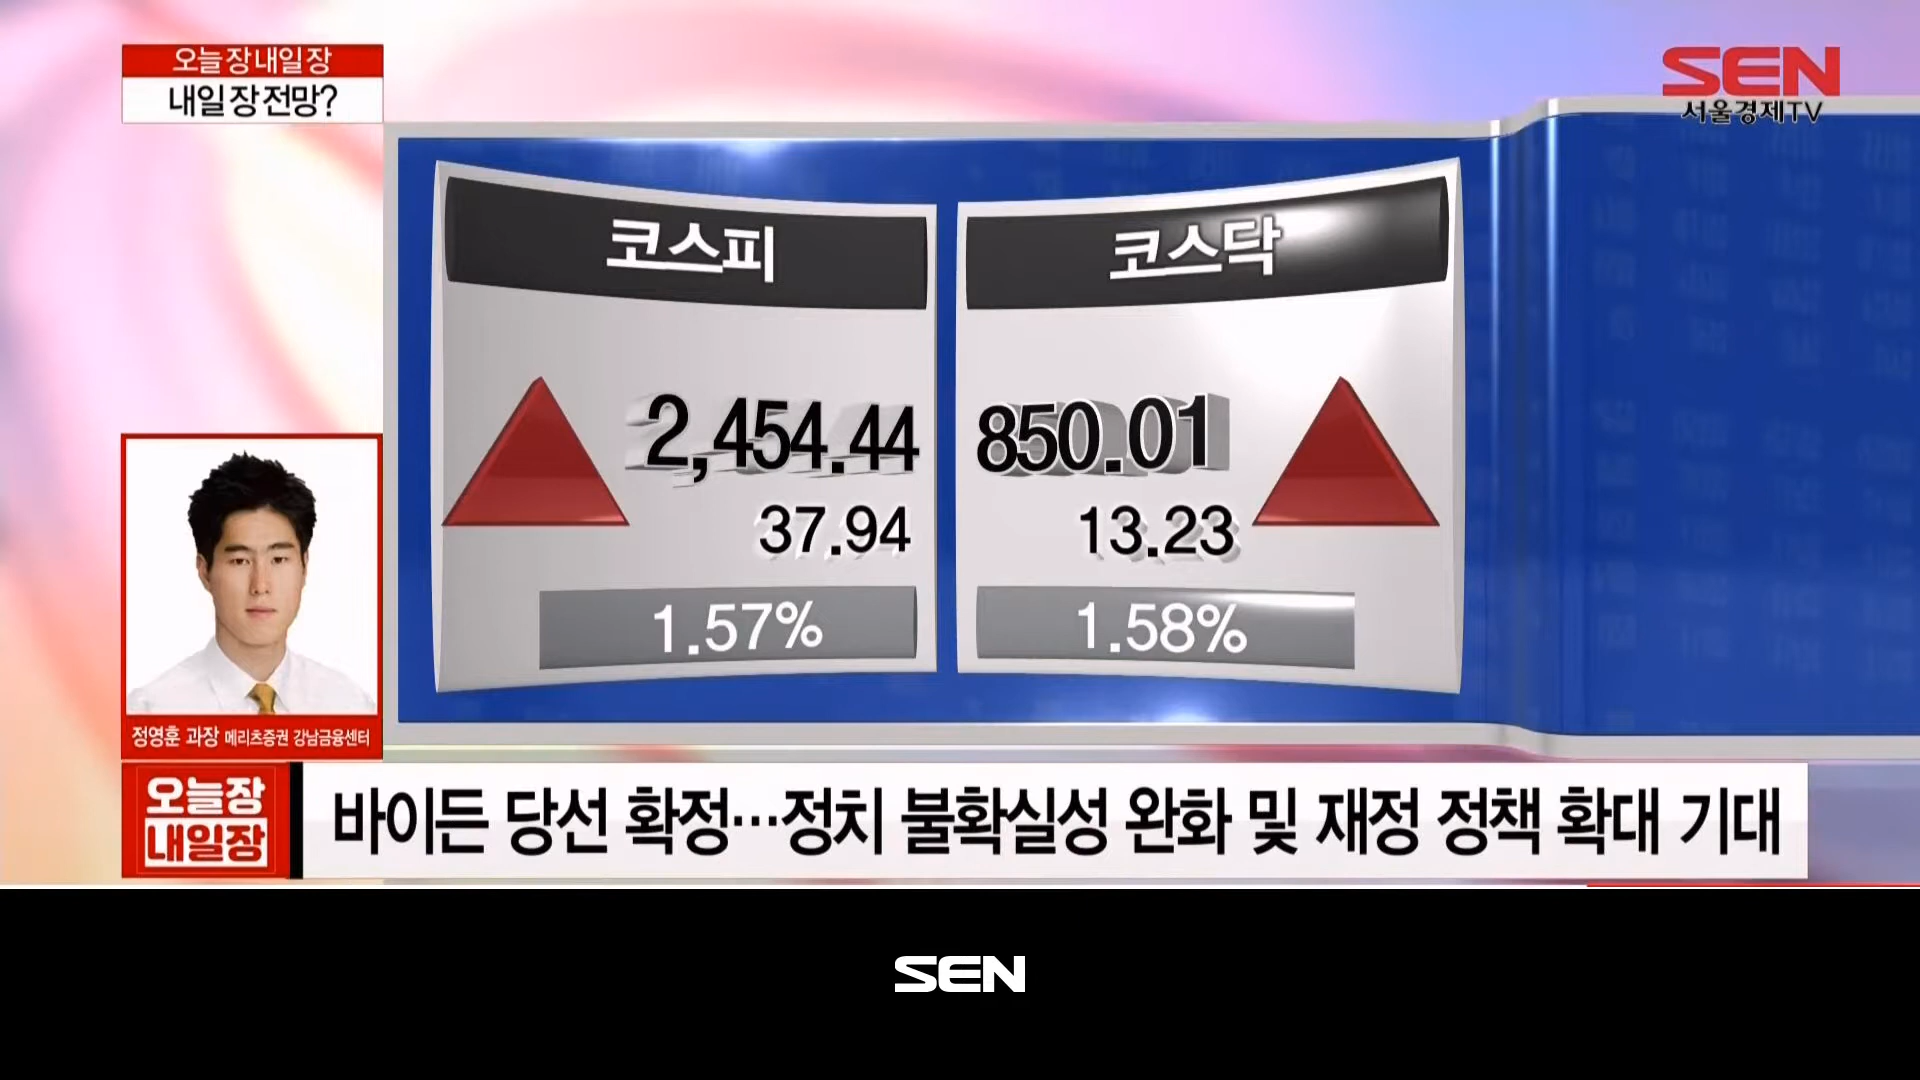 오늘장내일장
내일장전망?
SEN
서울경제TV
코스피
2,454.44
37.94
1.57%
코스닥
850.01
13.23
1.58%
정영훈 과장 메리츠증권 강남금융센터
오늘장
내일장
바이든 당선 확정…정치 불확실성 완화 및 재정 정책 확대 기대
SEN